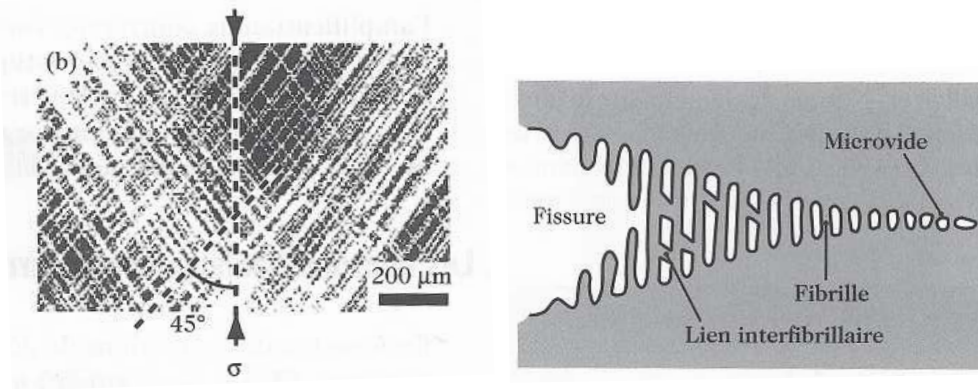 (b)
200 µm
45°
σ
Microvide
Fissure
Fibrille
Lien interfibrillaire